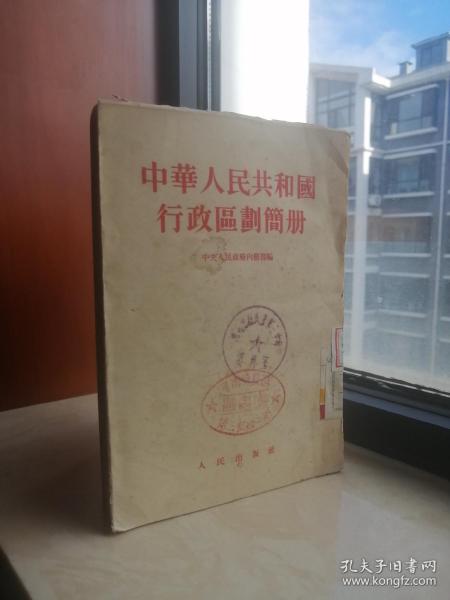 中華人民共和國
行政區劃簡册
中央人民政府內務部編
人民出版社
孔夫子旧书网
www.kongfz.com